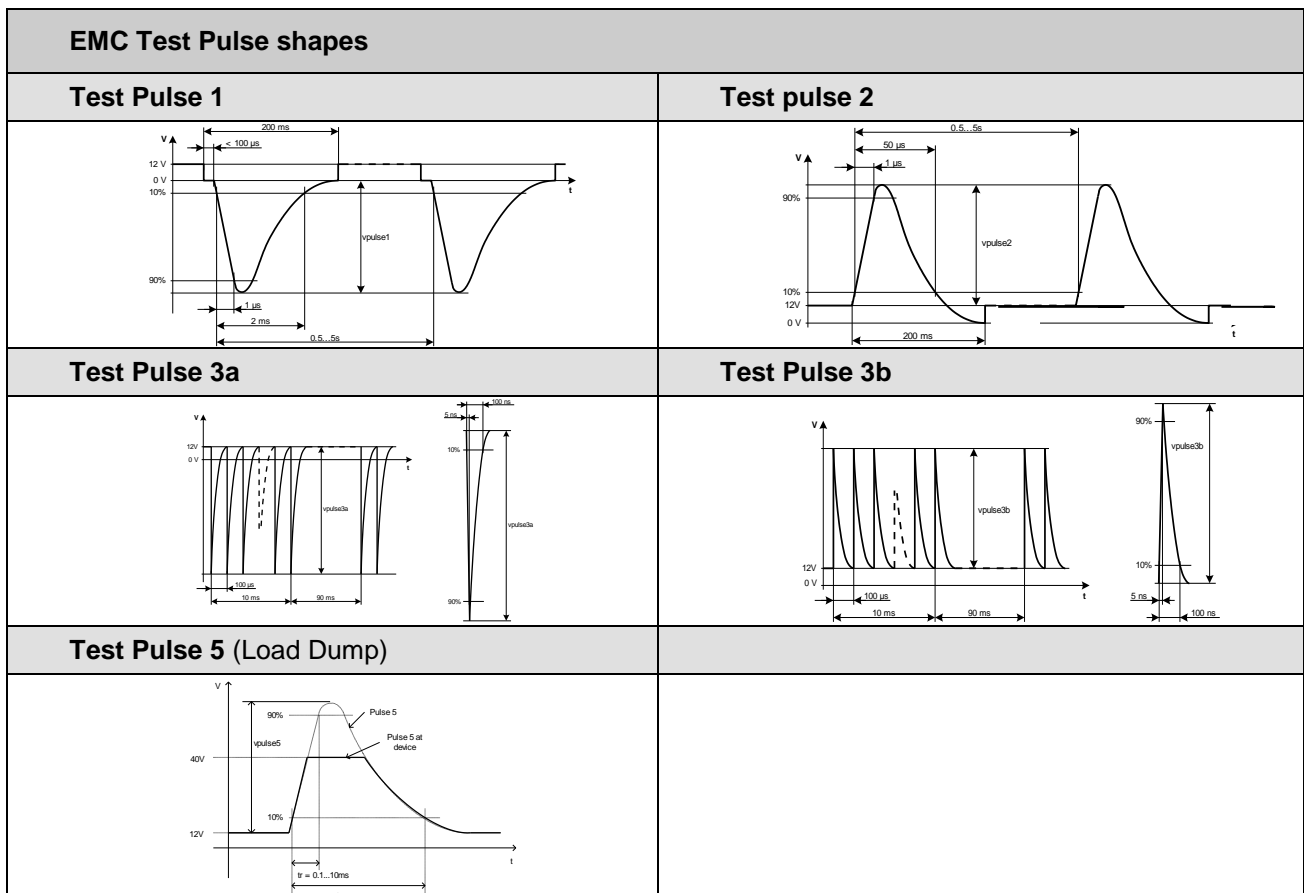 EMC Test Pulse shapes
Test Pulse 1
Test pulse 2
200 ms
V
< 100 µs
12 V
0 V
10%
t
vpulse1
90%
1 µs
2 ms
0.5...5s
0.5...5s
50 µs
V
1 µs
90%
vpulse2
10%
12V
0 V
t
200 ms
Test Pulse 3a
Test Pulse 3b
V
12V
0 V
t
vpulse3a
100 µs
10 ms
90 ms
100 ns
5 ns
10%
vpulse3a
90%
V
vpulse3b
12V
0 V
t
100 µs
10 ms
90 ms
90%
vpulse3b
10%
5 ns
100 ns
Test Pulse 5 (Load Dump)
V
90%
Pulse 5
vpulse5
Pulse 5 at
device
40V
10%
12V
t
tr = 0.1...10ms